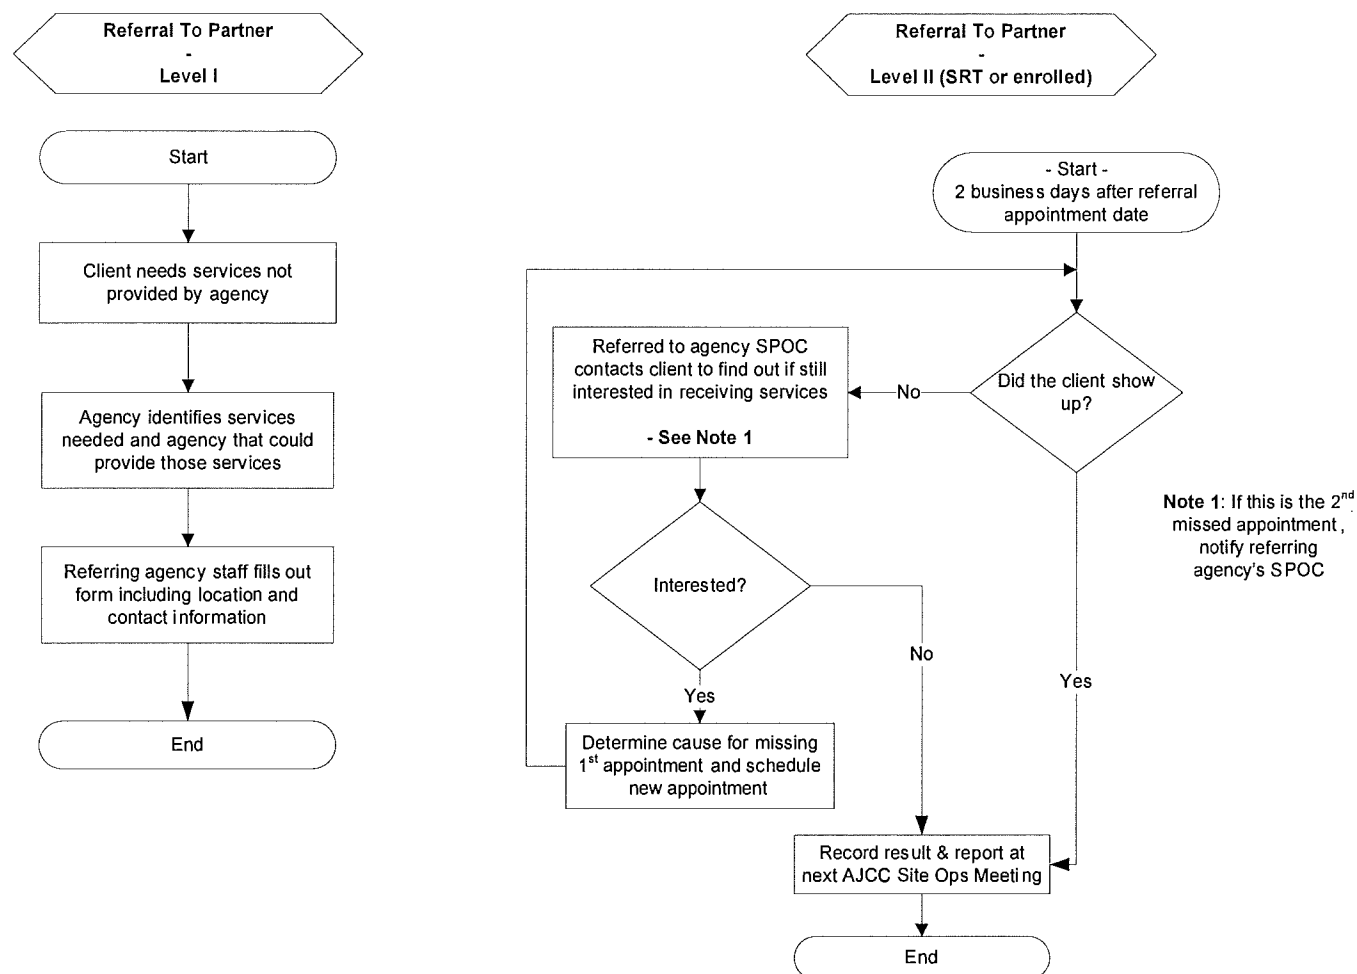 Referral To Partner
-
Level I
Start
Client needs services not
provided by agency
Agency identifies services
needed and agency that could
provide those services
Referring agency staff fills out
form including location and
contact information
End
Referral To Partner
-
Level II (SRT or enrolled)
- Start -
2 business days after referral
appointment date
Did the client show
up?
No
Referred to agency SPOC
contacts client to find out if still
interested in receiving services
- See Note 1
Interested?
No
Yes
Yes
Determine cause for missing
1st appointment and schedule
new appointment
Note 1: If this is the 2nd
missed appointment,
notify referring
agency's SPOC
Record result & report at
next AJCC Site Ops Meeting
End